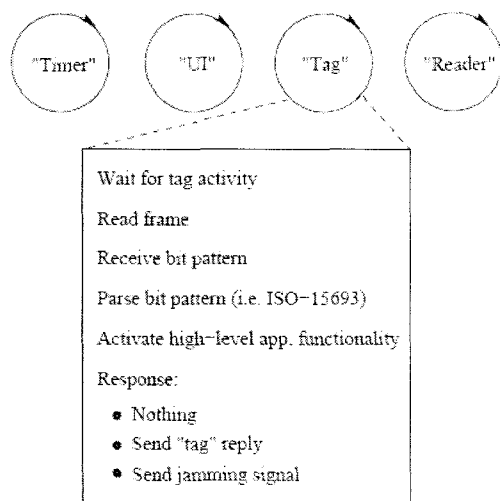 "Timer" "UI" "Tag" "Reader"
Wait for tag activity
Read frame
Receive bit pattern
Parse bit pattern (i.e. ISO-15693)
Activate high-level app. functionality
Response:
• Nothing
• Send "tag" reply
• Send jamming signal